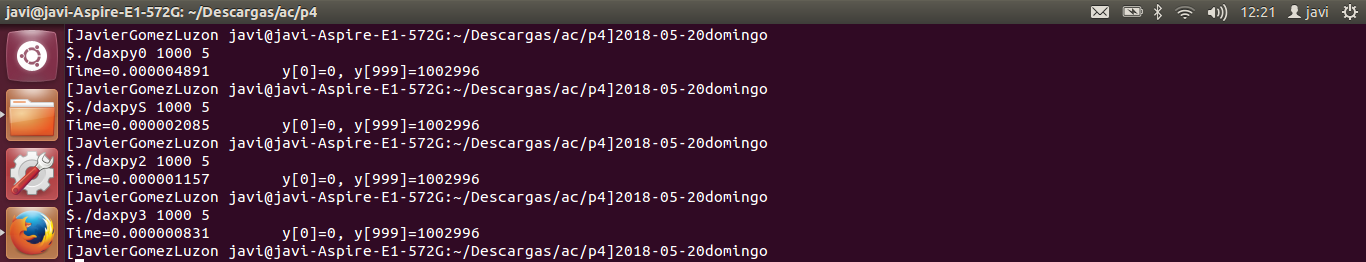 javi@javi-Aspire-E1-572G: ~/Descargas/ac/p4 12:21 javi
[JavierGomezLuzon javi@javi-Aspire-E1-572G:~/Descargas/ac/p4]2018-05-20domingo
$./daxpy0 1000 5
Time=0.000004891 y[0]=0, y[999]=1002996
[JavierGomezLuzon javi@javi-Aspire-E1-572G:~/Descargas/ac/p4]2018-05-20domingo
$./daxpyS 1000 5
Time=0.000002085 y[0]=0, y[999]=1002996
[JavierGomezLuzon javi@javi-Aspire-E1-572G:~/Descargas/ac/p4]2018-05-20domingo
$./daxpy2 1000 5
Time=0.000001157 y[0]=0, y[999]=1002996
[JavierGomezLuzon javi@javi-Aspire-E1-572G:~/Descargas/ac/p4]2018-05-20domingo
$./daxpy3 1000 5
Time=0.000000831 y[0]=0, y[999]=1002996
[JavierGomezLuzon javi@javi-Aspire-E1-572G:~/Descargas/ac/p4]2018-05-20domingo